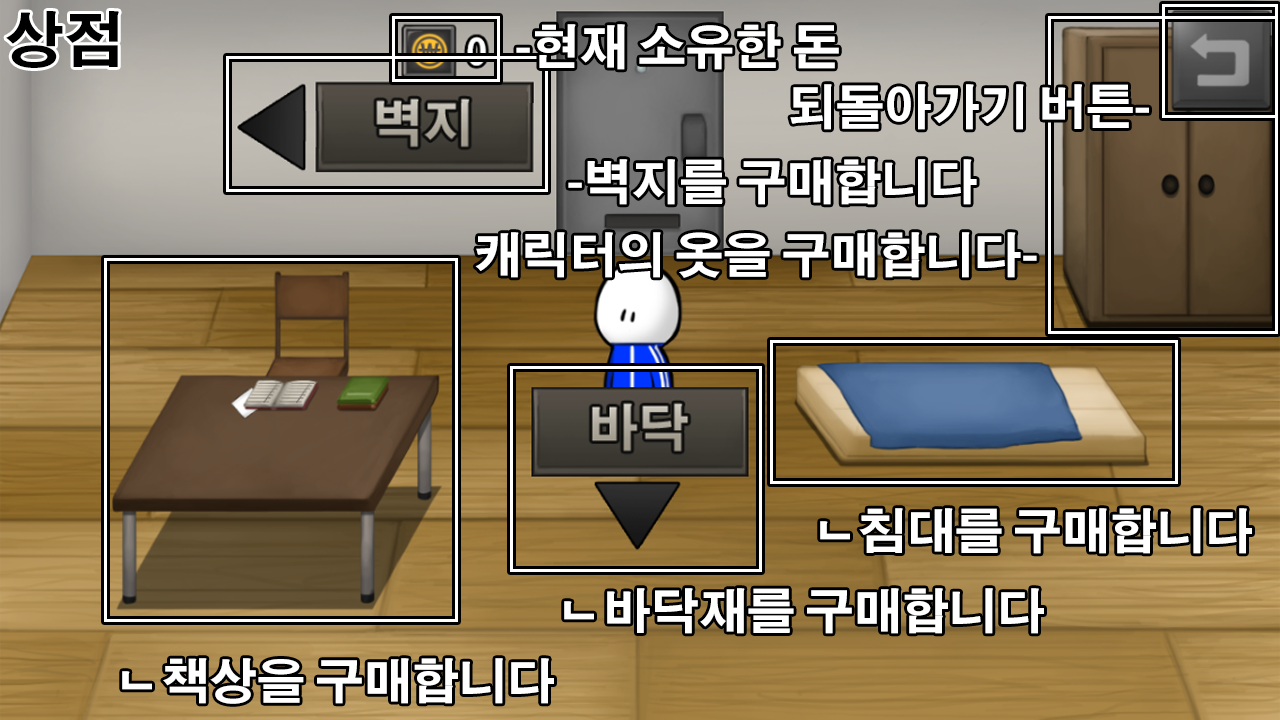 상점
0 -현재 소유한 돈
되돌아가기 버튼-
벽지
-벽지를 구매합니다
캐릭터의 옷을 구매합니다-
바닥
ㄴ침대를 구매합니다
ㄴ바닥재를 구매합니다
ㄴ책상을 구매합니다